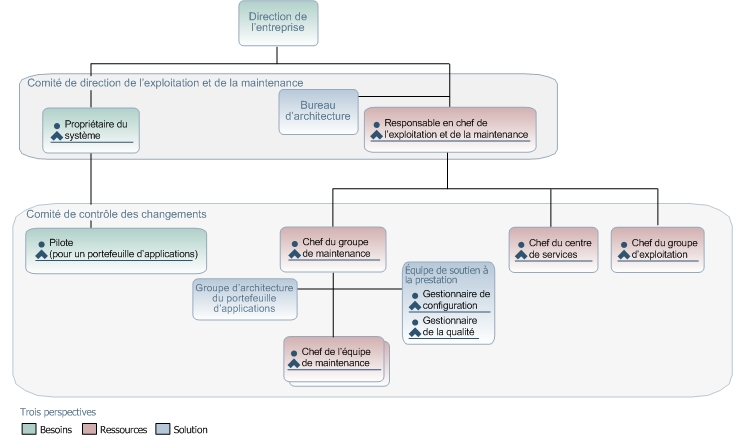 Direction de
l'entreprise
Comité de direction de l'exploitation et de la maintenance
Bureau
d'architecture
Propriétaire du
système
Responsable en chef de
l'exploitation et de la maintenance
Comité de contrôle des changements
Pilote
(pour un portefeuille d'applications)
Chef du groupe
de maintenance
Chef du centre
de services
Chef du groupe
d'exploitation
Groupe d'architecture
du portefeuille
d'applications
Équipe de soutien à
la prestation
Gestionnaire de
configuration
Gestionnaire
de la qualité
Chef de l'équipe
de maintenance
Trois perspectives
Besoins
Ressources
Solution